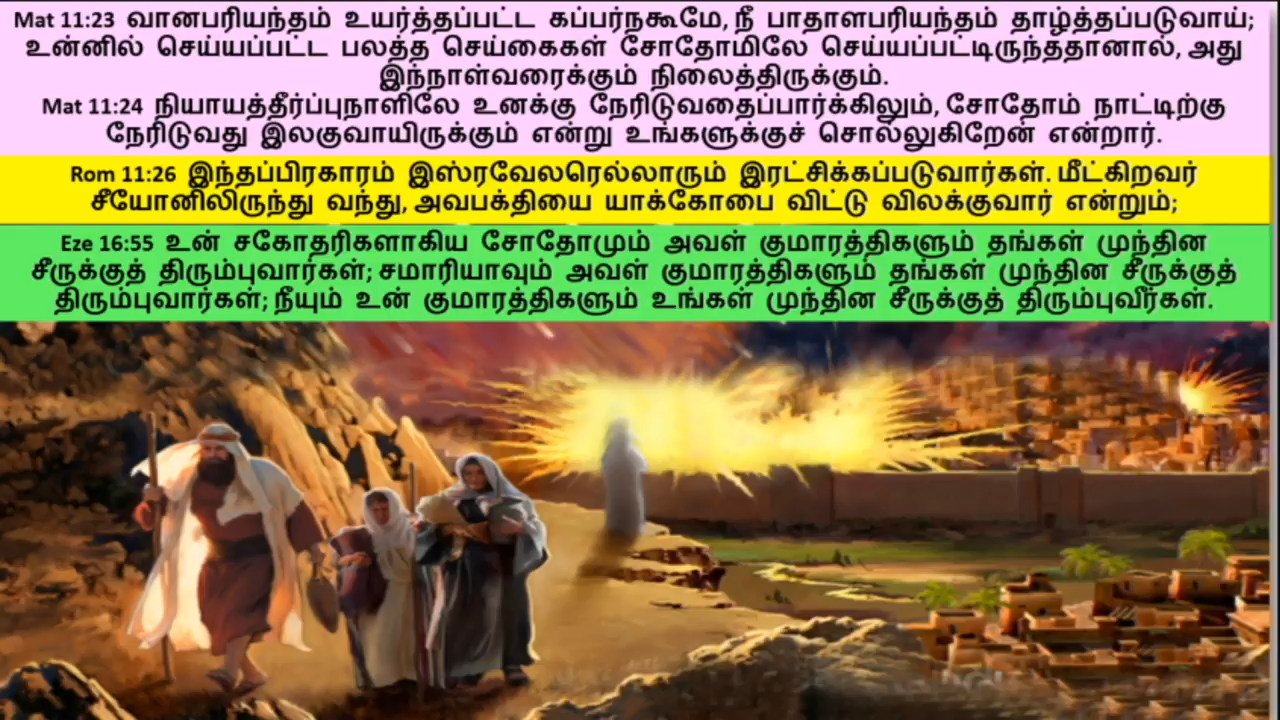 Mat 11:23 வானபரியந்தம் உயர்த்தப்பட்ட கப்பர்நகூமே, நீ பாதாளபரியந்தம் தாழ்த்தப்படுவாய்;
உன்னில் செய்யப்பட்ட பலத்த செய்கைகள் சோதோமிலே செய்யப்பட்டிருந்ததானால், அது
இந்நாள்வரைக்கும் நிலைத்திருக்கும்.
Mat 11:24 நியாயத்தீர்ப்புநாளிலே உனக்கு நேரிடுவதைப்பார்க்கிலும், சோதோம் நாட்டிற்கு
நேரிடுவது இலகுவாயிருக்கும் என்று உங்களுக்குச் சொல்லுகிறேன் என்றார்.
Rom 11:26 இந்தப்பிரகாரம் இஸ்ரவேலரெல்லாரும் இரட்சிக்கப்படுவார்கள். மீட்கிறவர்
சீயோனிலிருந்து வந்து, அவபக்தியை யாக்கோபை விட்டு விலக்குவார் என்றும்;
Eze 16:55 உன் சகோதரிகளாகிய சோதோமும் அவள் குமாரத்திகளும் தங்கள் முந்தின
சீருக்குத் திரும்புவார்கள்; சமாரியாவும் அவள் குமாரத்திகளும் தங்கள் முந்தின சீருக்குத்
திரும்புவார்கள்; நீயும் உன் குமாரத்திகளும் உங்கள் முந்தின சீருக்குத் திரும்புவீர்கள்.